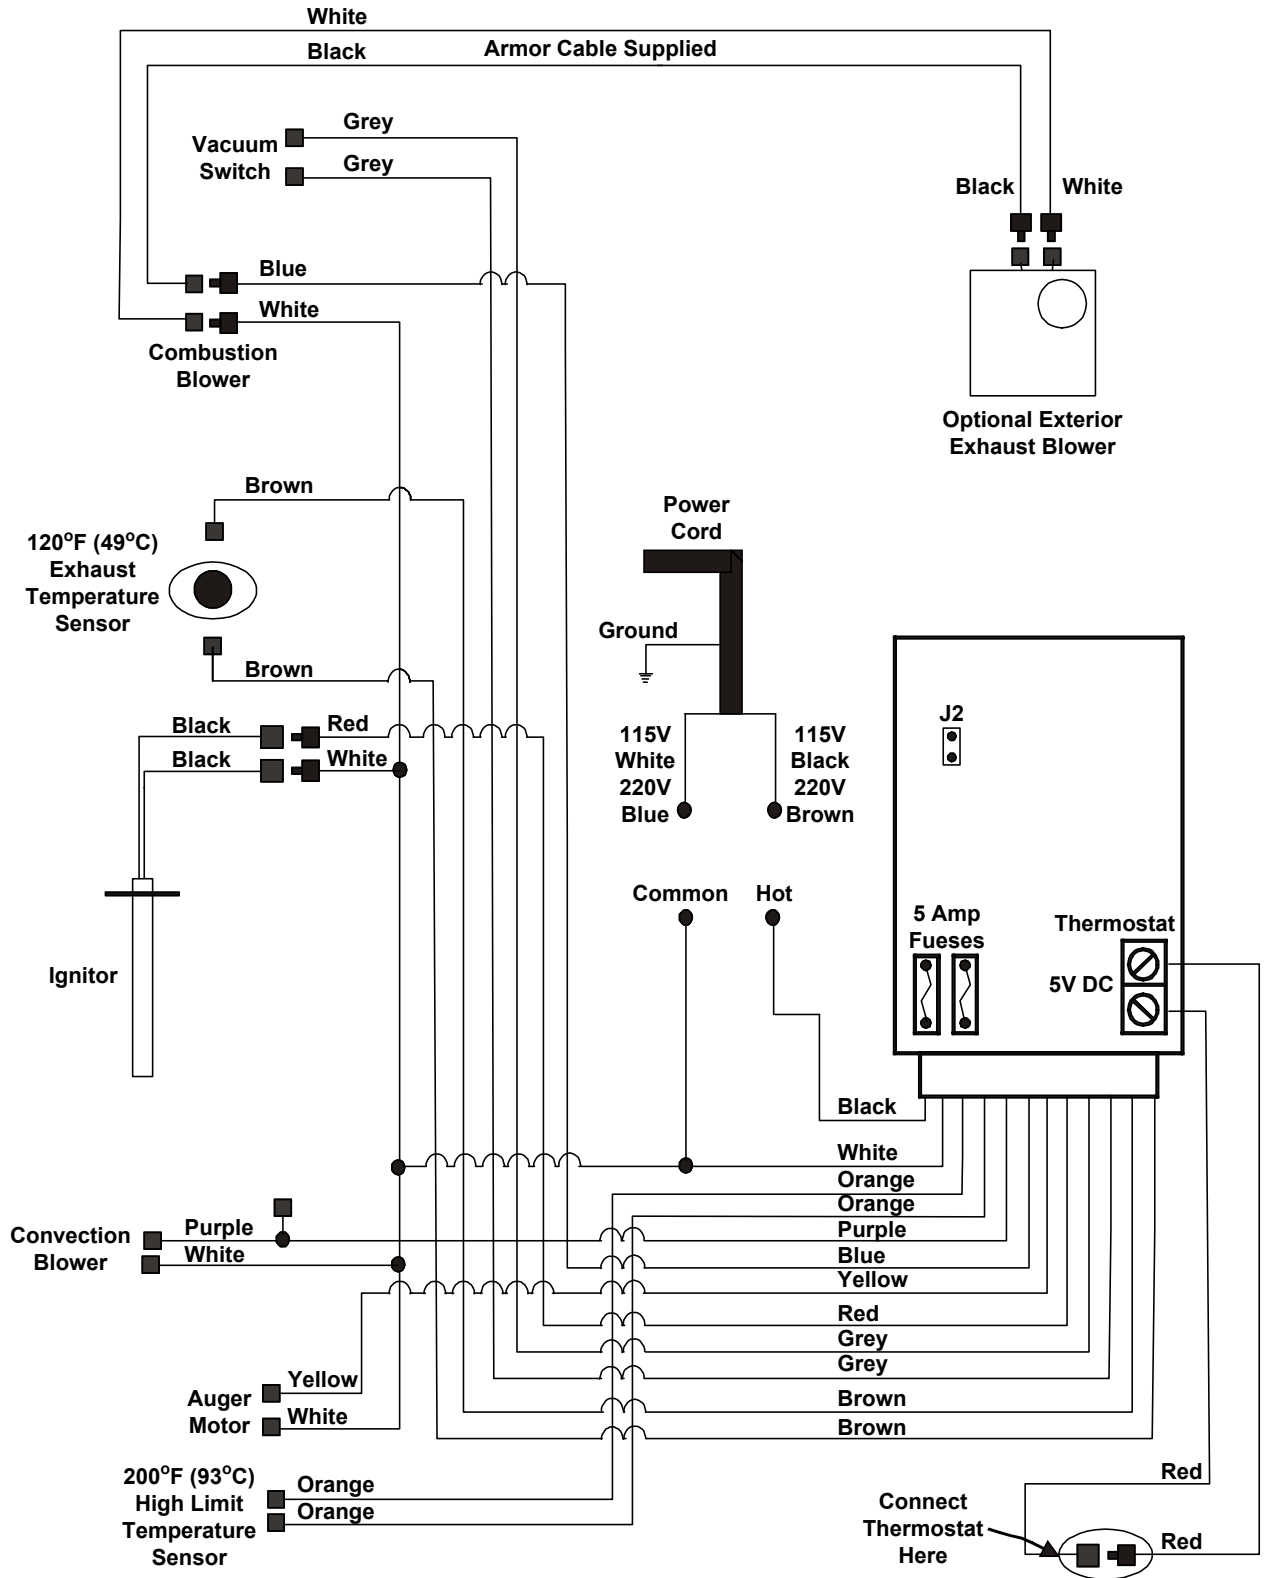 White
Black
Armor Cable Supplied
Vacuum
Switch
Grey
Grey
Black
White
Blue
White
Combustion
Blower
Optional Exterior
Exhaust Blower
Brown
120°F (49°C)
Exhaust
Temperature
Sensor
Brown
Power
Cord
Ground
Black
Red
Black
White
115V
White
220V
Blue
115V
Black
220V
Brown
J2
Common
Hot
5 Amp
Fueses
Thermostat
5V DC
Ignitor
Black
White
Orange
Orange
Purple
Blue
Yellow
Red
Grey
Grey
Brown
Brown
Convection
Blower
Purple
White
Auger
Motor
Yellow
White
200°F (93°C)
High Limit
Temperature
Sensor
Orange
Orange
Connect
Thermostat
Here
Red
Red